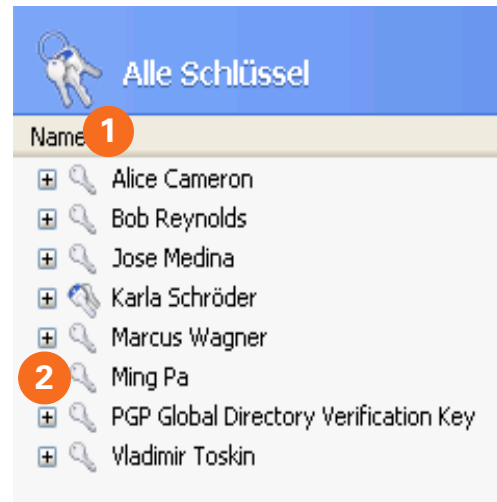 Alle Schlüssel
Name 1
Alice Cameron
Bob Reynolds
Jose Medina
Karla Schröder
Marcus Wagner
2 Ming Pa
PGP Global Directory Verification Key
Vladimir Toskin